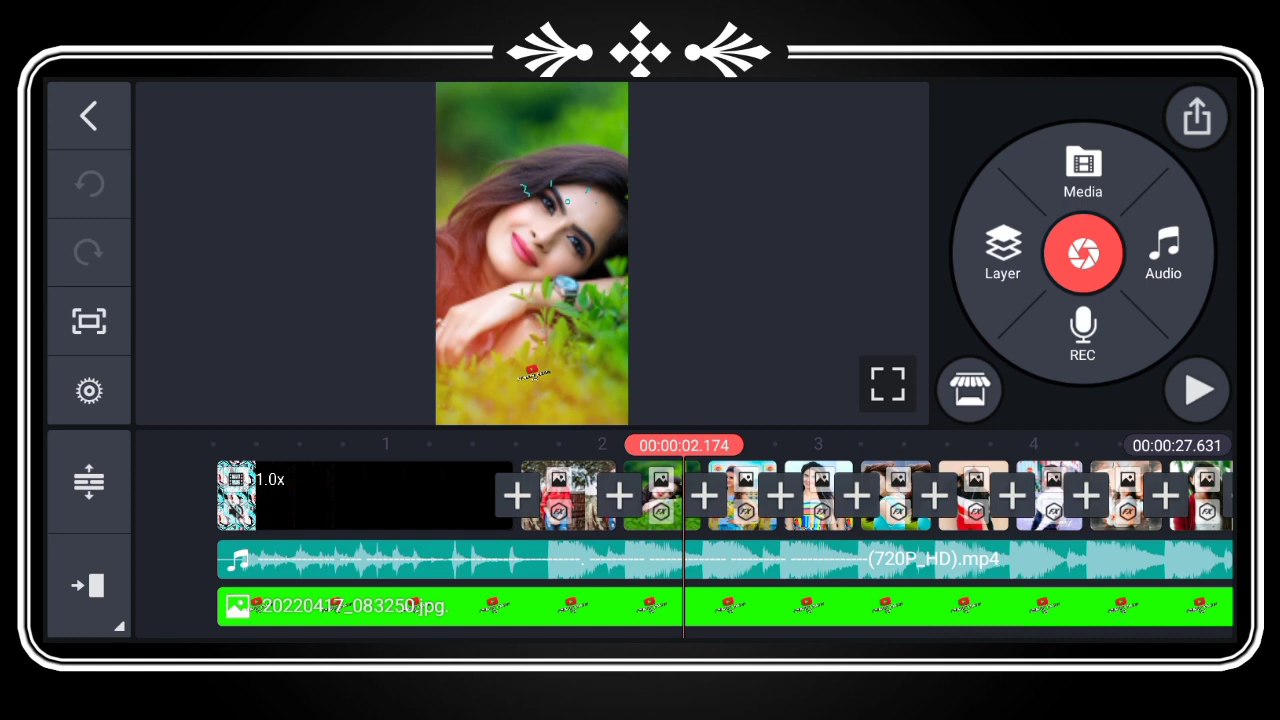 Media
Layer
Audio
REC
1
2
00:00:02.174
3
4
00:00:27.631
1.0x
(720P_HD).mp4
20220417_083250.jpg.